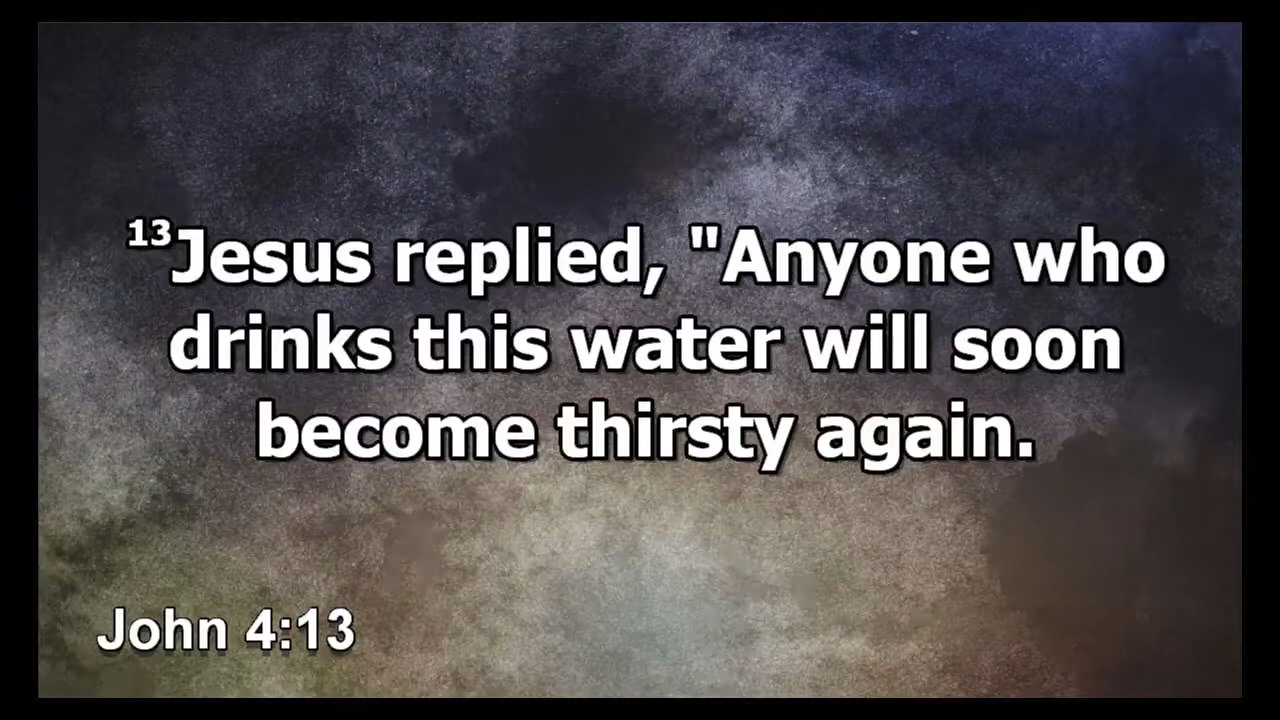 13Jesus replied, "Anyone who
drinks this water will soon
become thirsty again.
John 4:13